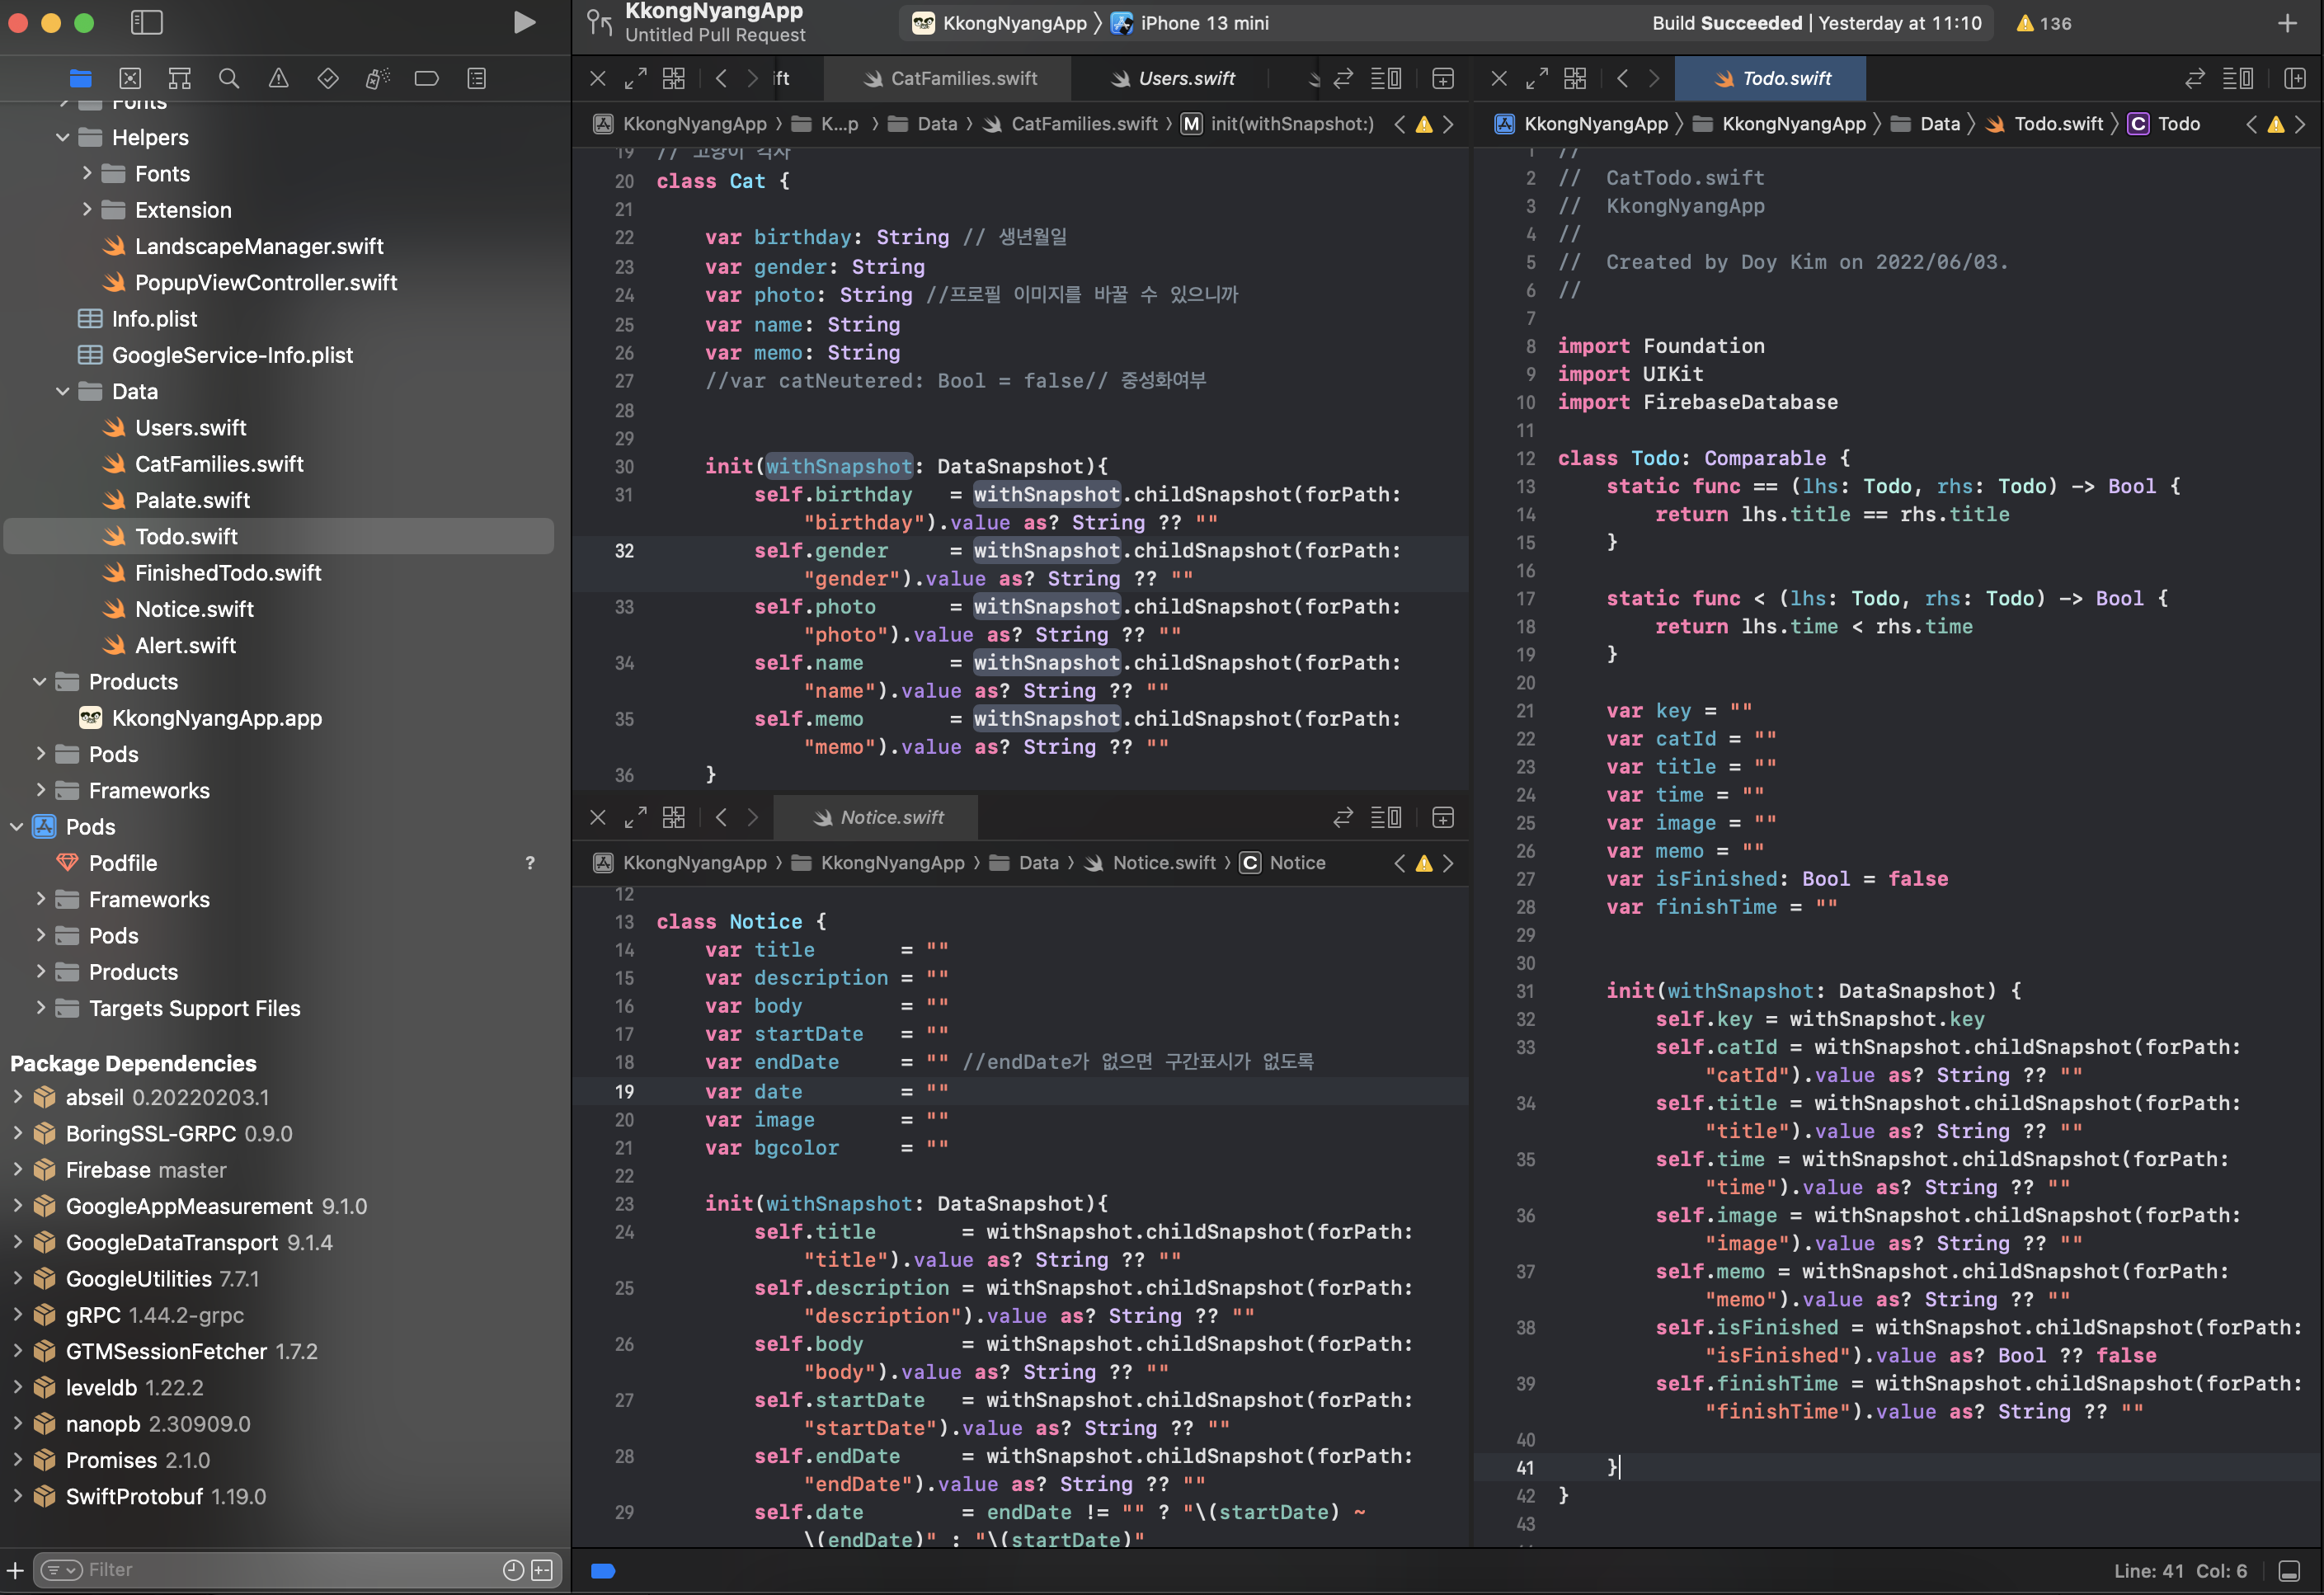 KkongNyangApp
Untitled Pull Request
KkongNyangApp 〉 iPhone 13 mini
Build Succeeded | Yesterday at 11:10
136
Fonts
Helpers
Fonts
Extension
LandscapeManager.swift
PopupViewController.swift
Info.plist
GoogleService-Info.plist
Data
Users.swift
CatFamilies.swift
Palate.swift
Todo.swift
FinishedTodo.swift
Notice.swift
Alert.swift
Products
KkongNyangApp.app
Pods
Frameworks
Pods
Podfile ?
Frameworks
Pods
Products
Targets Support Files
Package Dependencies
abseil 0.20220203.1
BoringSSL-GRPC 0.9.0
Firebase master
GoogleAppMeasurement 9.1.0
GoogleDataTransport 9.1.4
GoogleUtilities 7.7.1
gRPC 1.44.2-grpc
GTMSessionFetcher 1.7.2
leveldb 1.22.2
nanopb 2.30909.0
Promises 2.1.0
SwiftProtobuf 1.19.0
Filter
ft CatFamilies.swift Users.swift
KkongNyangApp 〉 K...p 〉 Data 〉 CatFamilies.swift 〉 M init(withSnapshot:)
19 // 고양이 각자
20 class Cat {
21
22 var birthday: String // 생년월일
23 var gender: String
24 var photo: String //프로필 이미지를 바꿀 수 있으니까
25 var name: String
26 var memo: String
27 //var catNeutered: Bool = false// 중성화여부
28
29
30 init(withSnapshot: DataSnapshot){
31 self.birthday = withSnapshot.childSnapshot(forPath:
"birthday").value as? String ?? ""
32 self.gender = withSnapshot.childSnapshot(forPath:
"gender").value as? String ?? ""
33 self.photo = withSnapshot.childSnapshot(forPath:
"photo").value as? String ?? ""
34 self.name = withSnapshot.childSnapshot(forPath:
"name").value as? String ?? ""
35 self.memo = withSnapshot.childSnapshot(forPath:
"memo").value as? String ?? ""
36 }
Notice.swift
KkongNyangApp 〉 KkongNyangApp 〉 Data 〉 Notice.swift 〉 C Notice
12
13 class Notice {
14 var title = ""
15 var description = ""
16 var body = ""
17 var startDate = ""
18 var endDate = "" //endDate가 없으면 구간표시가 없도록
19 var date = ""
20 var image = ""
21 var bgcolor = ""
22
23 init(withSnapshot: DataSnapshot){
24 self.title = withSnapshot.childSnapshot(forPath:
"title").value as? String ?? ""
25 self.description = withSnapshot.childSnapshot(forPath:
"description").value as? String ?? ""
26 self.body = withSnapshot.childSnapshot(forPath:
"body").value as? String ?? ""
27 self.startDate = withSnapshot.childSnapshot(forPath:
"startDate").value as? String ?? ""
28 self.endDate = withSnapshot.childSnapshot(forPath:
"endDate").value as? String ?? ""
29 self.date = endDate != "" ? "\(startDate) ~
\(endDate)" : "\(startDate)"
Todo.swift
KkongNyangApp 〉 KkongNyangApp 〉 Data 〉 Todo.swift 〉 C Todo
1 //
2 // CatTodo.swift
3 // KkongNyangApp
4 //
5 // Created by Doy Kim on 2022/06/03.
6 //
7
8 import Foundation
9 import UIKit
10 import FirebaseDatabase
11
12 class Todo: Comparable {
13 static func == (lhs: Todo, rhs: Todo) -> Bool {
14 return lhs.title == rhs.title
15 }
16
17 static func < (lhs: Todo, rhs: Todo) -> Bool {
18 return lhs.time < rhs.time
19 }
20
21 var key = ""
22 var catId = ""
23 var title = ""
24 var time = ""
25 var image = ""
26 var memo = ""
27 var isFinished: Bool = false
28 var finishTime = ""
29
30
31 init(withSnapshot: DataSnapshot) {
32 self.key = withSnapshot.key
33 self.catId = withSnapshot.childSnapshot(forPath:
"catId").value as? String ?? ""
34 self.title = withSnapshot.childSnapshot(forPath:
"title").value as? String ?? ""
35 self.time = withSnapshot.childSnapshot(forPath:
"time").value as? String ?? ""
36 self.image = withSnapshot.childSnapshot(forPath:
"image").value as? String ?? ""
37 self.memo = withSnapshot.childSnapshot(forPath:
"memo").value as? String ?? ""
38 self.isFinished = withSnapshot.childSnapshot(forPath:
"isFinished").value as? Bool ?? false
39 self.finishTime = withSnapshot.childSnapshot(forPath:
"finishTime").value as? String ?? ""
40
41 }
42 }
43
Line: 41 Col: 6